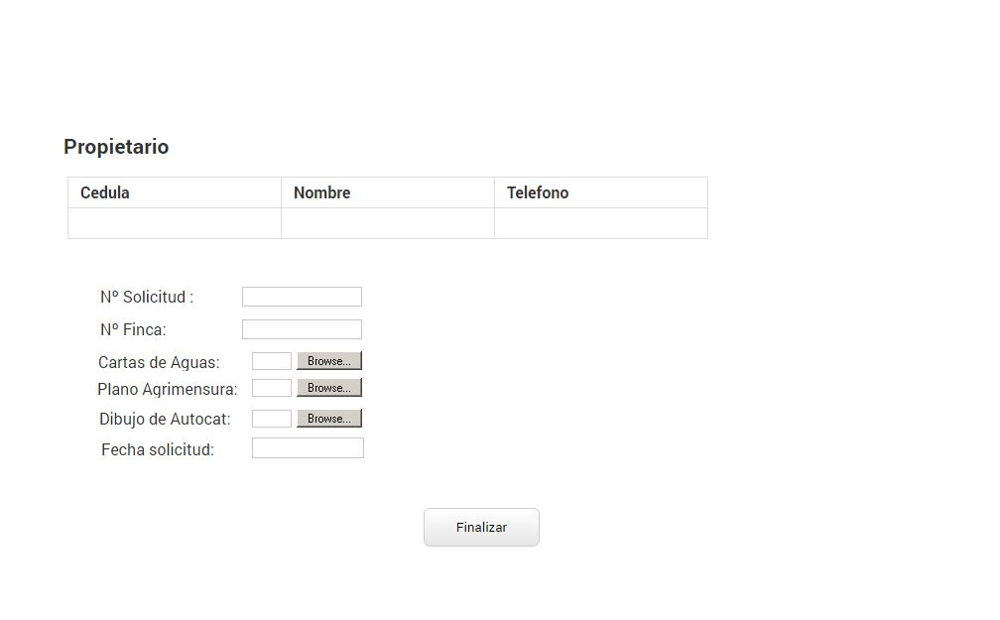 Propietario
Cedula Nombre Telefono
Nº Solicitud :
Nº Finca:
Cartas de Aguas: Browse...
Plano Agrimensura: Browse...
Dibujo de Autocat: Browse...
Fecha solicitud:
Finalizar